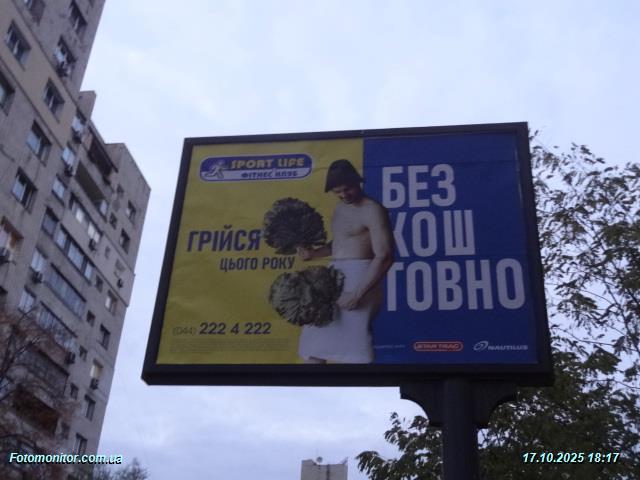 SPORT LIFE
ФІТНЕС КЛУБ
ГРІЙСЯ
ЦЬОГО РОКУ
(044) 222 4 222
БЕЗ
КОШ
ТОВНО
STAR TRAC
NAUTILUS
Fotomonitor.com.ua
17.10.2025 18:17